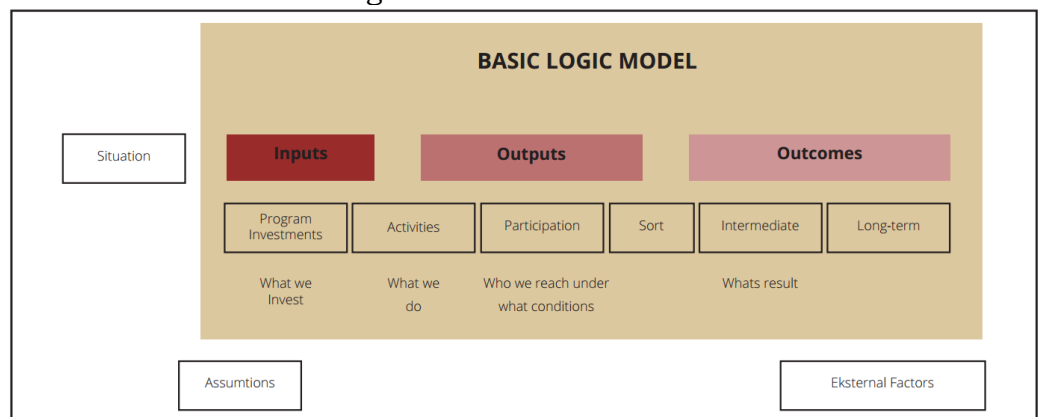 BASIC LOGIC MODEL
Situation
Inputs
Outputs
Outcomes
Program
Investments
Activities
Participation
Sort
Intermediate
Long-term
What we
Invest
What we
do
Who we reach under
what conditions
Whats result
Assumtions
Eksternal Factors